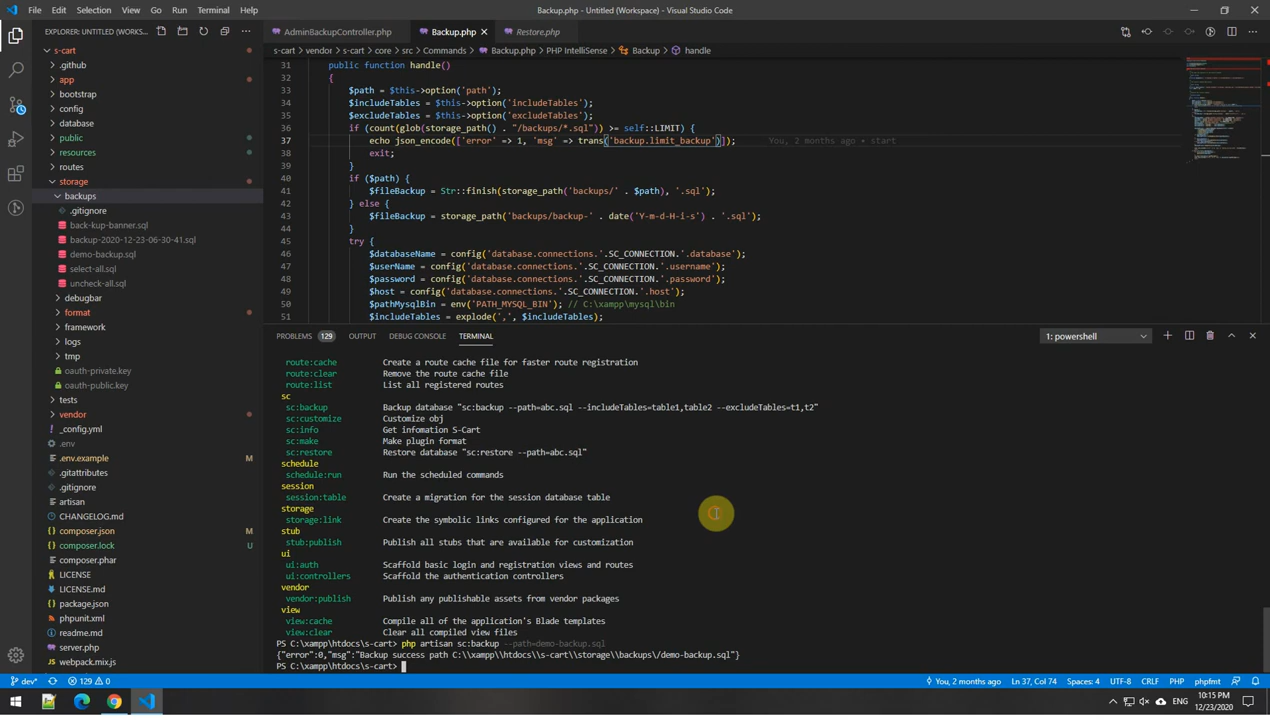 File Edit Selection View Go Run Terminal Help
Backup.php - Untitled (Workspace) - Visual Studio Code
EXPLORER: UNTITLED (WORKSPACE)
s-cart
.github
app
bootstrap
config
database
public
resources
storage
backups
.gitignore
back-kup-banner.sql
backup-2020-12-23-06-30-41.sql
demo-backup.sql
select-all.sql
uncheck-all.sql
debugbar
format
framework
logs
tmp
oauth-private.key
oauth-public.key
tests
vendor
_config.yml
.env
.env.example M
.gitattributes
.gitignore
artisan
CHANGELOG.md
composer.json M
composer.lock U
composer.phar
LICENSE
LICENSE.md
package.json
phpunit.xml
readme.md
server.php
webpack.mix.js
AdminBackupController.php Backup.php Restore.php
s-cart > vendor > s-cart > core > src > Commands > Backup.php > PHP IntelliSense > Backup > handle
31 public function handle()
32 {
33 $path = $this->option('path');
34 $includeTables = $this->option('includeTables');
35 $excludeTables = $this->option('excludeTables');
36 if (count(glob(storage_path() . "/backups/*.sql")) >= self::LIMIT) {
37 echo json_encode(['error' => 1, 'msg' => trans('backup.limit_backup')]); You, 2 months ago • start
38 exit;
39 }
40 if ($path) {
41 $fileBackup = Str::finish(storage_path('backups/' . $path), '.sql');
42 } else {
43 $fileBackup = storage_path('backups/backup-' . date('Y-m-d-H-i-s') . '.sql');
44 }
45 try {
46 $databaseName = config('database.connections.'.SC_CONNECTION.'.database');
47 $userName = config('database.connections.'.SC_CONNECTION.'.username');
48 $password = config('database.connections.'.SC_CONNECTION.'.password');
49 $host = config('database.connections.'.SC_CONNECTION.'.host');
50 $pathMysqlBin = env('PATH_MYSQL_BIN'); // C:\xampp\mysql\bin
51 $includeTables = explode(',', $includeTables);
PROBLEMS 129 OUTPUT DEBUG CONSOLE TERMINAL 1: powershell
route:cache Create a route cache file for faster route registration
route:clear Remove the route cache file
route:list List all registered routes
sc
sc:backup Backup database "sc:backup --path=abc.sql --includeTables=table1,table2 --excludeTables=t1,t2"
sc:customize Customize obj
sc:info Get infomation S-Cart
sc:make Make plugin format
sc:restore Restore database "sc:restore --path=abc.sql"
schedule
schedule:run Run the scheduled commands
session
session:table Create a migration for the session database table
storage
storage:link Create the symbolic links configured for the application
stub
stub:publish Publish all stubs that are available for customization
ui
ui:auth Scaffold basic login and registration views and routes
ui:controllers Scaffold the authentication controllers
vendor
vendor:publish Publish any publishable assets from vendor packages
view
view:cache Compile all of the application's Blade templates
view:clear Clear all compiled view files
PS C:\xampp\htdocs\s-cart> php artisan sc:backup --path=demo-backup.sql
{"error":0,"msg":"Backup success path C:\\xampp\\htdocs\\s-cart\\storage\\backups\/demo-backup.sql"}
PS C:\xampp\htdocs\s-cart>
dev* 129 0 You, 2 months ago Ln 37, Col 74 Spaces: 4 UTF-8 CRLF PHP phpfmt
ENG 10:15 PM
12/23/2020